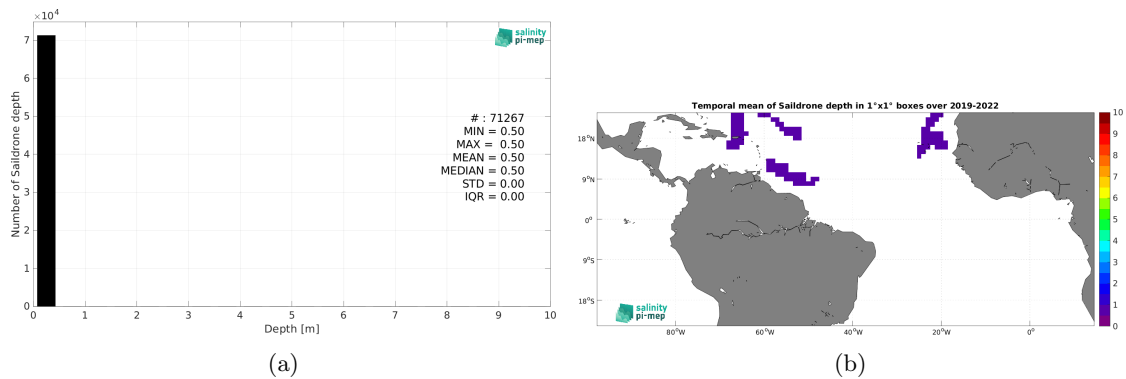 ×10⁴
7
6
5
4
3
2
1
0
Number of Saildrone depth
0 1 2 3 4 5 6 7 8 9 10
Depth [m]
salinity
pi-mep
# : 71267
MIN = 0.50
MAX = 0.50
MEAN = 0.50
MEDIAN = 0.50
STD = 0.00
IQR = 0.00
(a)
Temporal mean of Saildrone depth in 1°x1° boxes over 2019-2022
18°N
9°N
0°
9°S
18°S
80°W 60°W 40°W 20°W 0°
10
9
8
7
6
5
4
3
2
1
0
salinity
pi-mep
(b)